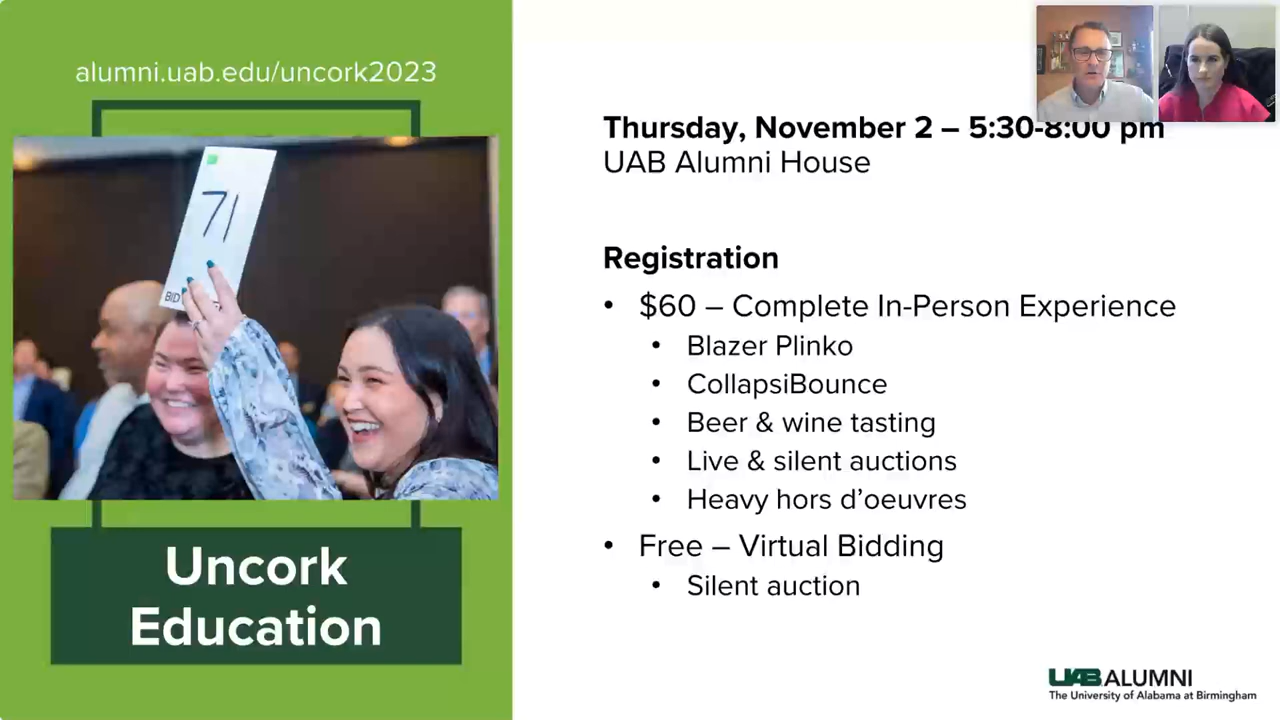 alumni.uab.edu/uncork2023
71
BID
Uncork
Education
Thursday, November 2 – 5:30-8:00 pm
UAB Alumni House
Registration
• $60 – Complete In-Person Experience
• Blazer Plinko
• CollapsiBounce
• Beer & wine tasting
• Live & silent auctions
• Heavy hors d’oeuvres
• Free – Virtual Bidding
• Silent auction
UAB ALUMNI
The University of Alabama at Birmingham